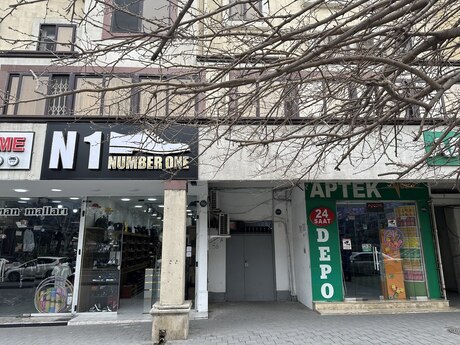 ME
N1
NUMBER ONE
man malları
APTEK
24
SAAT
DEPO